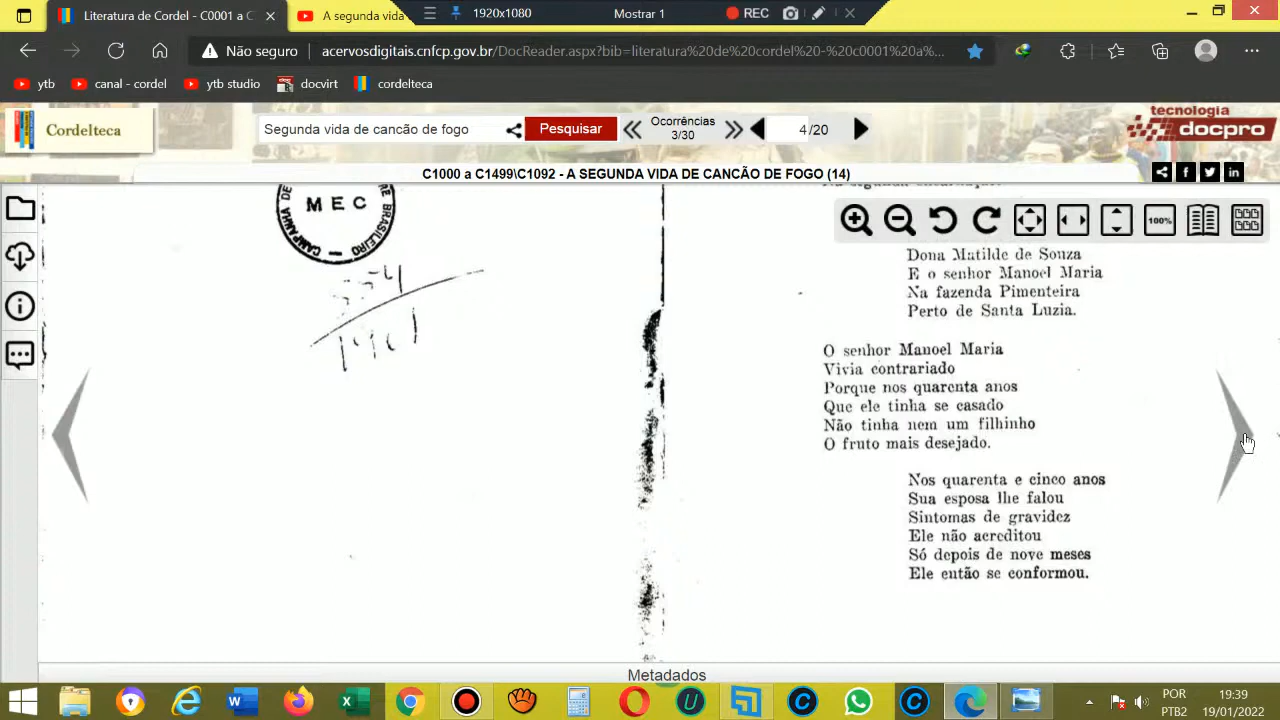 Literatura de Cordel - C0001 a C
A segunda vida
1920x1080
Mostrar 1
REC
Não seguro
acervosdigitais.cnfcp.gov.br/DocReader.aspx?bib=literatura%20de%20cordel%20-%20c0001%20a%...
ytb
canal - cordel
ytb studio
docvirt
cordelteca
Cordelteca
Segunda vida de cancão de fogo
Pesquisar
Ocorrências
3/30
4/20
tecnologia
docpro
C1000 a C1499\C1092 - A SEGUNDA VIDA DE CANCÃO DE FOGO (14)
100%
MEC
CAMPANHA DE
BRASILEIRO
Dona Matilde de Souza
E o senhor Manoel Maria
Na fazenda Pimenteira
Perto de Santa Luzia.
O senhor Manoel Maria
Vivia contrariado
Porque nos quarenta anos
Que ele tinha se casado
Não tinha nem um filhinho
O fruto mais desejado.
Nos quarenta e cinco anos
Sua esposa lhe falou
Sintomas de gravidez
Ele não acreditou
Só depois de nove meses
Ele então se conformou.
Metadados
POR
PTB2
19:39
19/01/2022